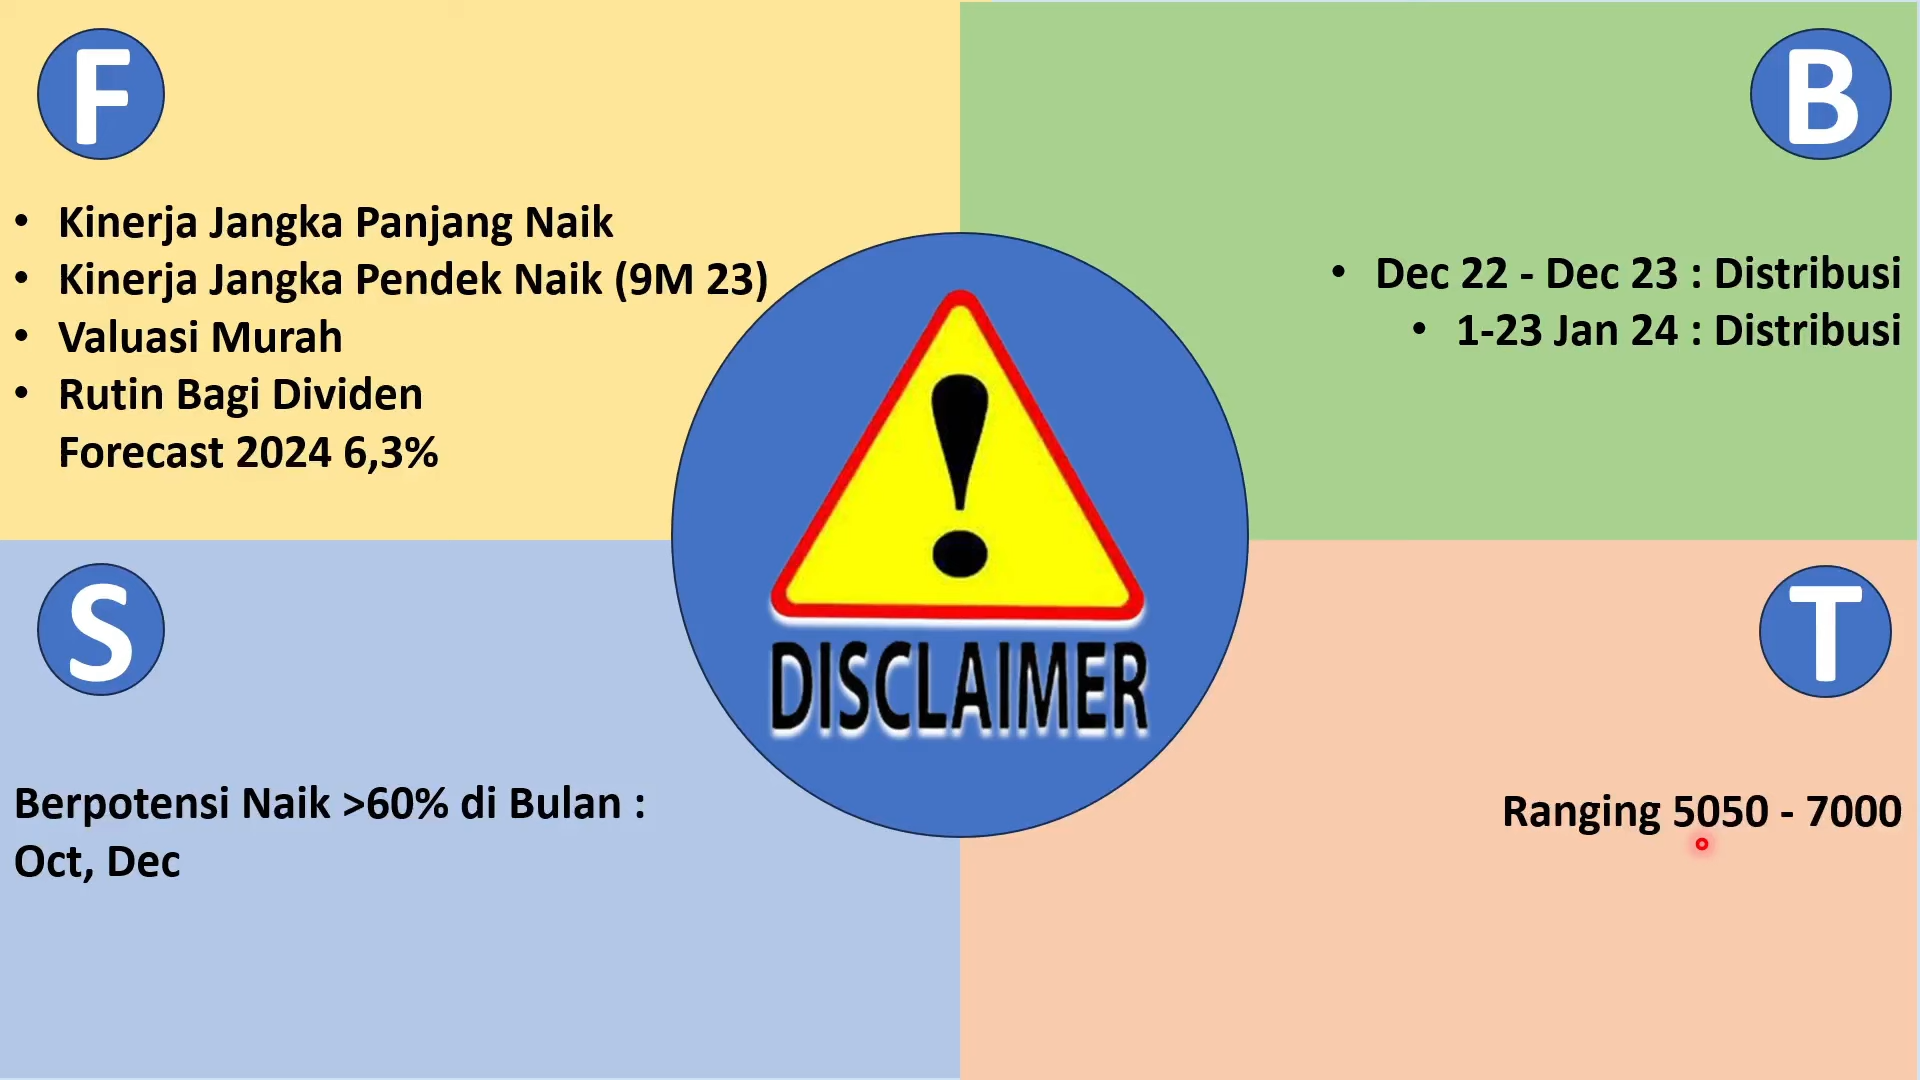 F
• Kinerja Jangka Panjang Naik
• Kinerja Jangka Pendek Naik (9M 23)
• Valuasi Murah
• Rutin Bagi Dividen
Forecast 2024 6,3%
B
• Dec 22 - Dec 23 : Distribusi
• 1-23 Jan 24 : Distribusi
DISCLAIMER
S
Berpotensi Naik >60% di Bulan :
Oct, Dec
T
Ranging 5050 - 7000